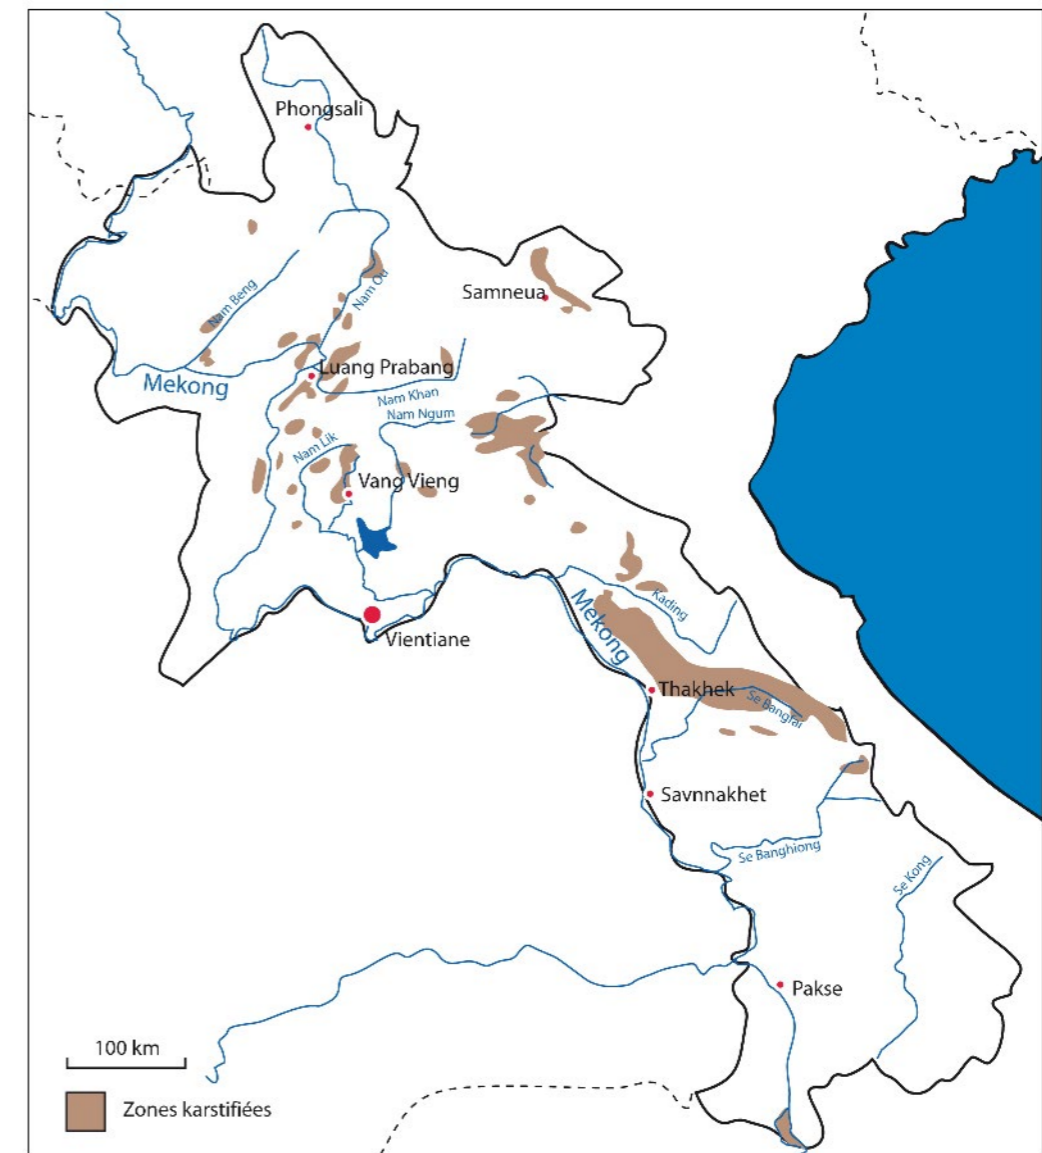 Phongsali
Samneua
Nam Beng
Nam Ou
Luang Prabang
Mekong
Nam Khan
Nam Ngum
Nam Lik
Vang Vieng
Kading
Mekong
Vientiane
Thakhek
Se Bangfai
Savnnakhet
Se Banghiong
Se Kong
Pakse
100 km
Zones karstifiées